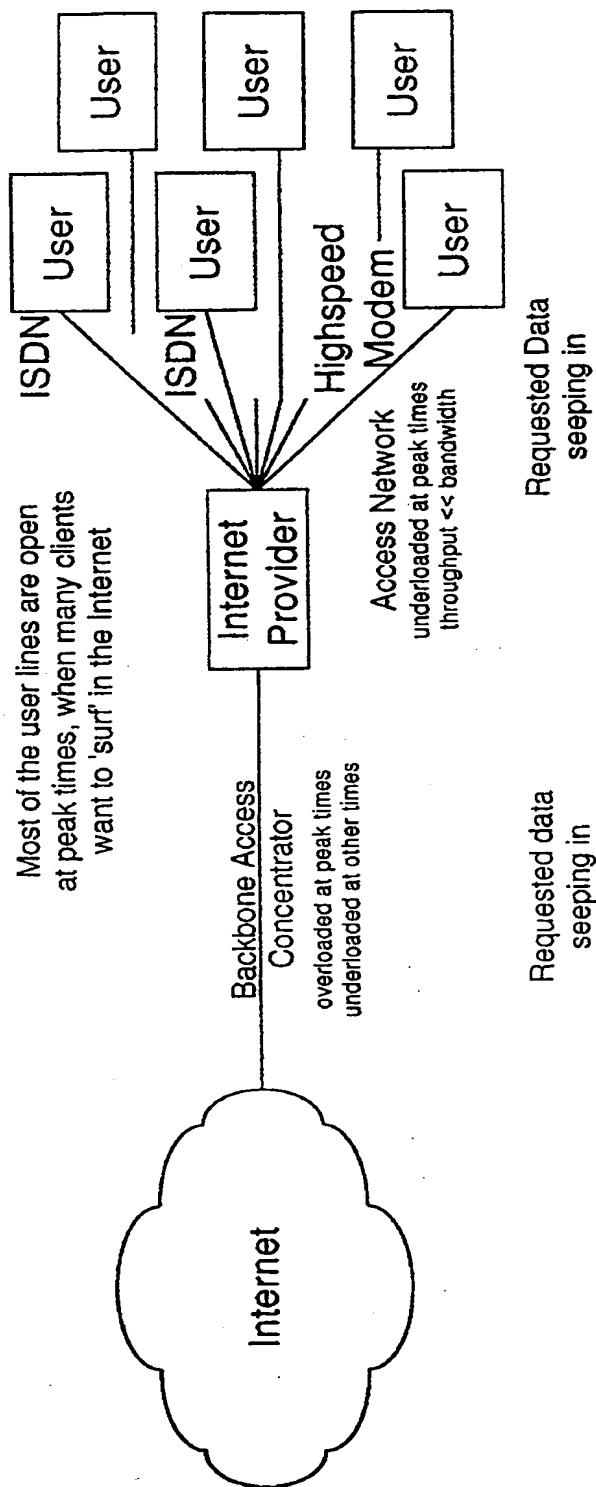 Most of the user lines are open
at peak times, when many clients
want to 'surf' in the Internet
Internet
Backbone Access
Concentrator
overloaded at peak times
underloaded at other times
Requested data
seeping in
Internet
Provider
Access Network
underloaded at peak times
throughput << bandwidth
Requested Data
seeping in
ISDN
User
User
ISDN
User
User
Highspeed
Modem
User
User